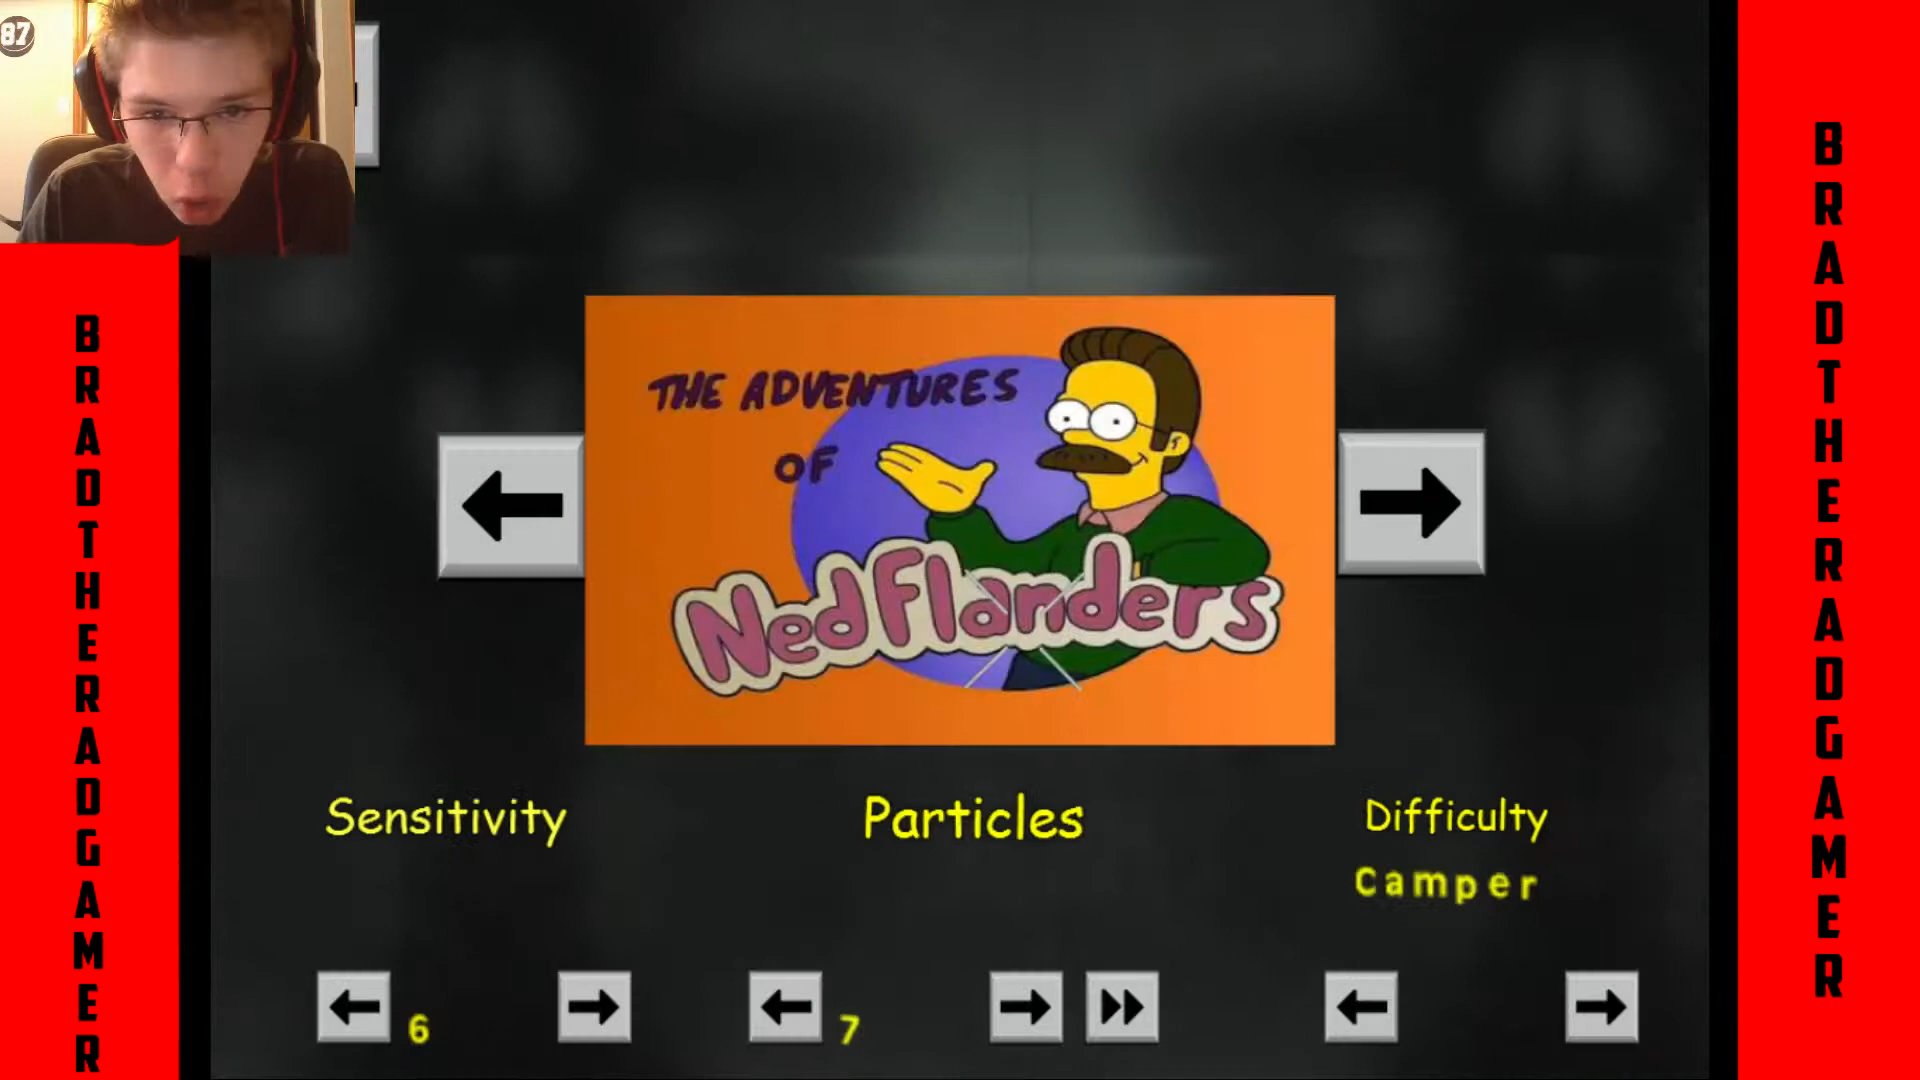 87
BRADTHERADGAMER
THE ADVENTURES
OF
Ned Flanders
Sensitivity
Particles
Difficulty
Camper
6
7
BRADTHERADGAMER